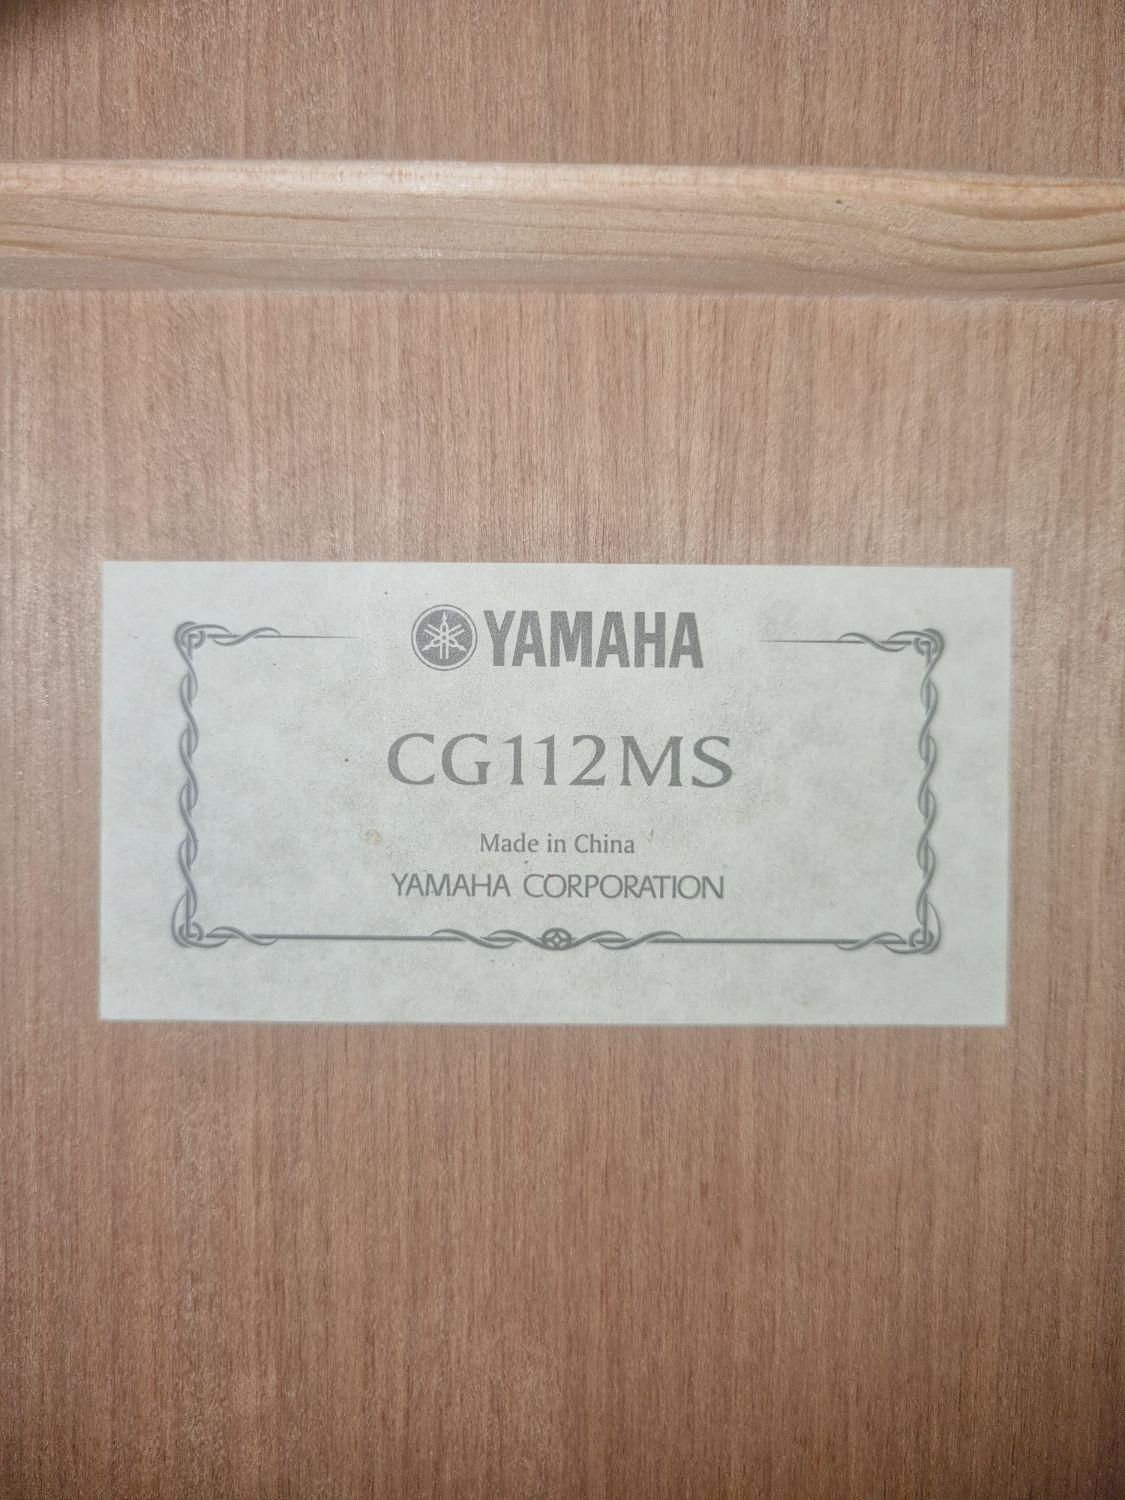 YAMAHA
CG112MS
Made in China
YAMAHA CORPORATION